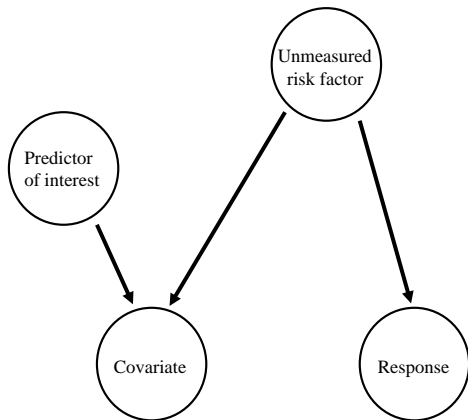 Unmeasured
risk factor
Predictor
of interest
Covariate
Response